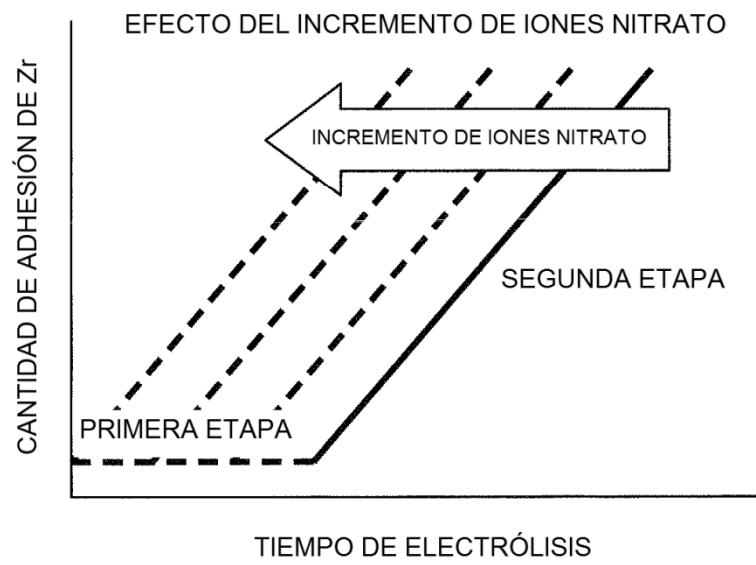 EFECTO DEL INCREMENTO DE IONES NITRATO
INCREMENTO DE IONES NITRATO
CANTIDAD DE ADHESIÓN DE Zr
SEGUNDA ETAPA
PRIMERA ETAPA
TIEMPO DE ELECTRÓLISIS